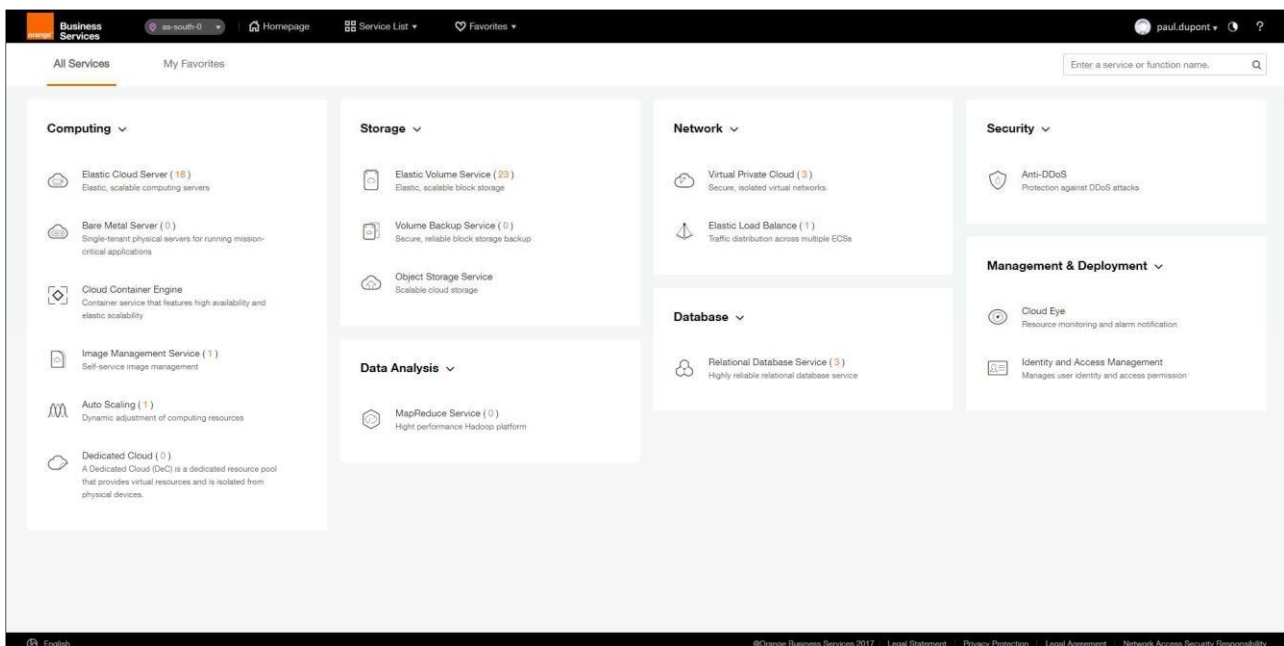 orange
Business
Services
as-south-0
Homepage
Service List
Favorites
paul.dupont
?
All Services
My Favorites
Enter a service or function name.
Computing
Elastic Cloud Server ( 18 )
Elastic, scalable computing servers
Bare Metal Server ( 0 )
Single-tenant physical servers for running mission-
critical applications
Cloud Container Engine
Container service that features high availability and
elastic scalability
Image Management Service ( 1 )
Self-service image management
Auto Scaling ( 1 )
Dynamic adjustment of computing resources
Dedicated Cloud ( 0 )
A Dedicated Cloud (DeC) is a dedicated resource pool
that provides virtual resources and is isolated from
physical devices.
Storage
Elastic Volume Service ( 23 )
Elastic, scalable block storage
Volume Backup Service ( 0 )
Secure, reliable block storage backup
Object Storage Service
Scalable cloud storage
Data Analysis
MapReduce Service ( 0 )
Hight performance Hadoop platform
Network
Virtual Private Cloud ( 3 )
Secure, isolated virtual networks.
Elastic Load Balance ( 1 )
Traffic distribution across multiple ECSs
Database
Relational Database Service ( 3 )
Highly reliable relational database service
Security
Anti-DDoS
Protection against DDoS attacks
Management & Deployment
Cloud Eye
Resource monitoring and alarm notification
Identity and Access Management
Manages user identity and access permission
English
@Orange Business Services 2017 | Legal Statement | Privacy Protection | Legal Agreement | Network Access Security Responsibility